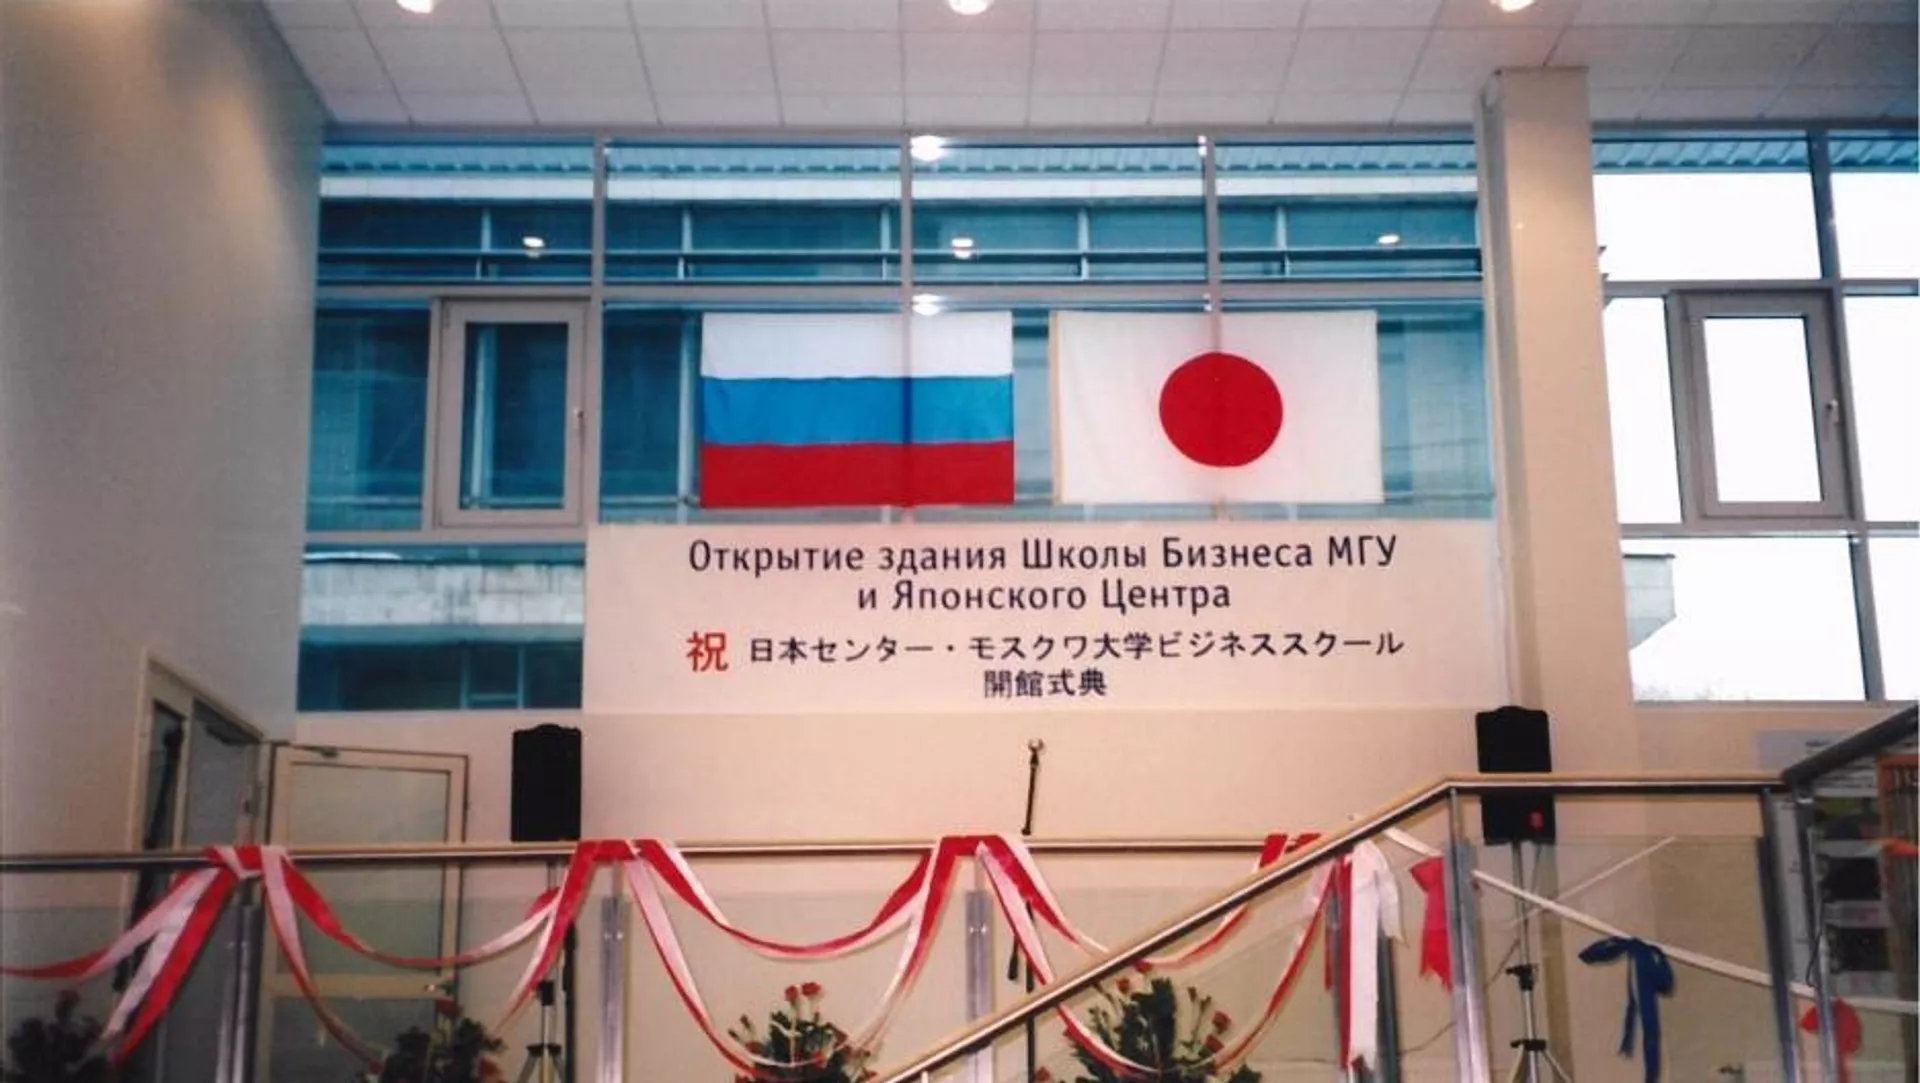 Открытие здания Школы Бизнеса МГУ
и Японского Центра
祝 日本センター・モスクワ大学ビジネススクール
開館式典